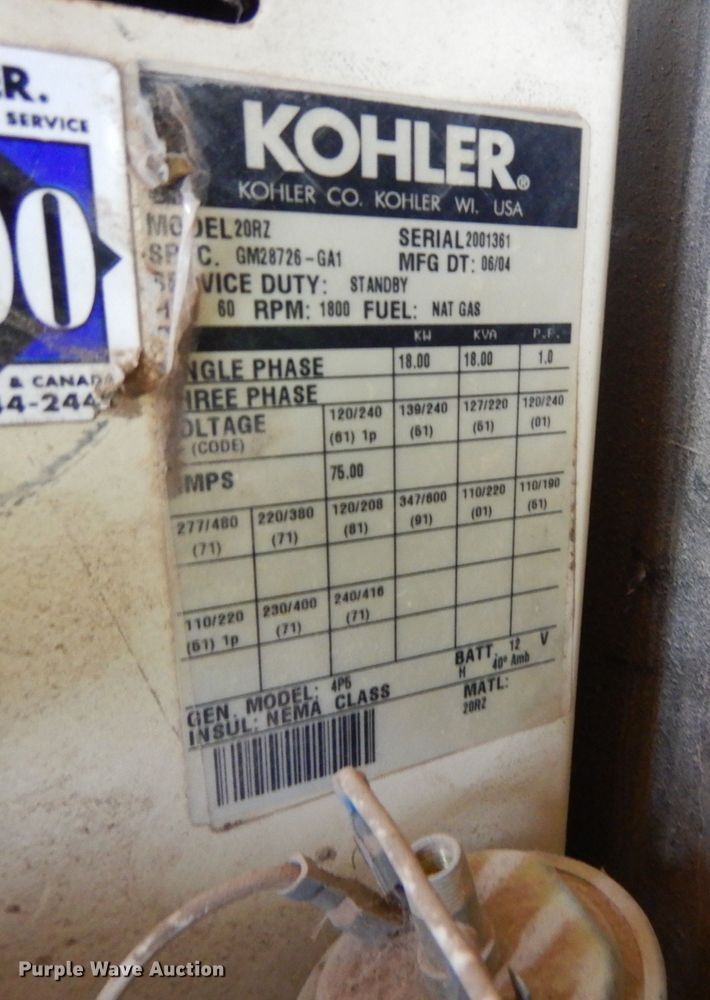 R.
SERVICE
00
& CANADA
44-244
KOHLER®
KOHLER CO. KOHLER WI. USA
MODEL 20RZ SERIAL 2001361
SPEC. GM28726-GA1 MFG DT: 06/04
SERVICE DUTY: STANDBY
60 RPM: 1800 FUEL: NAT GAS
KW KVA P.F.
NGLE PHASE 18.00 18.00 1.0
HREE PHASE
OLTAGE 120/240 139/240 127/220 120/240
(CODE) (61) 1p (61) (61) (01)
MPS 75.00
277/480 220/380 120/208 347/600 110/220 110/190
(71) (71) (81) (91) (01) (61)
110/220 230/400 240/416
(61) 1p (71) (71)
BATT. 12 V
GEN. MODEL: 4P6 H 40° Amb
INSUL: NEMA CLASS MATL:
20RZ
Purple Wave Auction